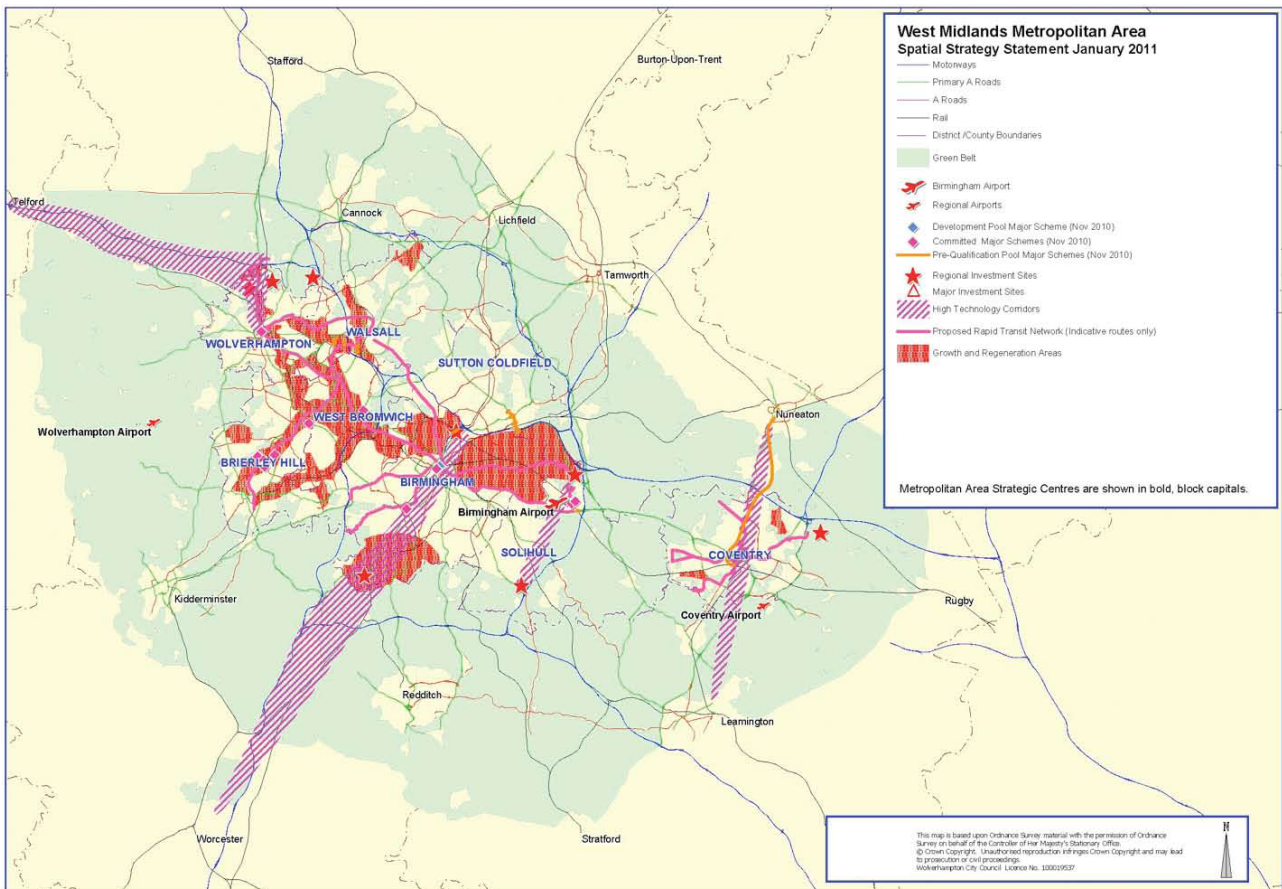 West Midlands Metropolitan Area
Spatial Strategy Statement January 2011
Motorways
Primary A Roads
A Roads
Rail
District /County Boundaries
Green Belt
Birmingham Airport
Regional Airports
Development Pool Major Scheme (Nov 2010)
Committed Major Schemes (Nov 2010)
Pre-Qualification Pool Major Schemes (Nov 2010)
Regional Investment Sites
Major Investment Sites
High Technology Corridors
Proposed Rapid Transit Network (Indicative routes only)
Growth and Regeneration Areas
Metropolitan Area Strategic Centres are shown in bold, block capitals.
Stafford
Burton-Upon-Trent
Telford
Cannock
Lichfield
Tamworth
WALSALL
WOLVERHAMPTON
SUTTON COLDFIELD
Nuneaton
WEST BROMWICH
Wolverhampton Airport
BRIERLEY HILL
BIRMINGHAM
Birmingham Airport
SOLIHULL
COVENTRY
Kidderminster
Coventry Airport
Rugby
Redditch
Leamington
Worcester
Stratford
This map is based upon Ordnance Survey material with the permission of Ordnance
Survey on behalf of the Controller of Her Majesty's Stationary Office.
© Crown Copyright. Unauthorised reproduction infringes Crown Copyright and may lead
to prosecution or civil proceedings.
Wolverhampton City Council Licence No. 100019537
N